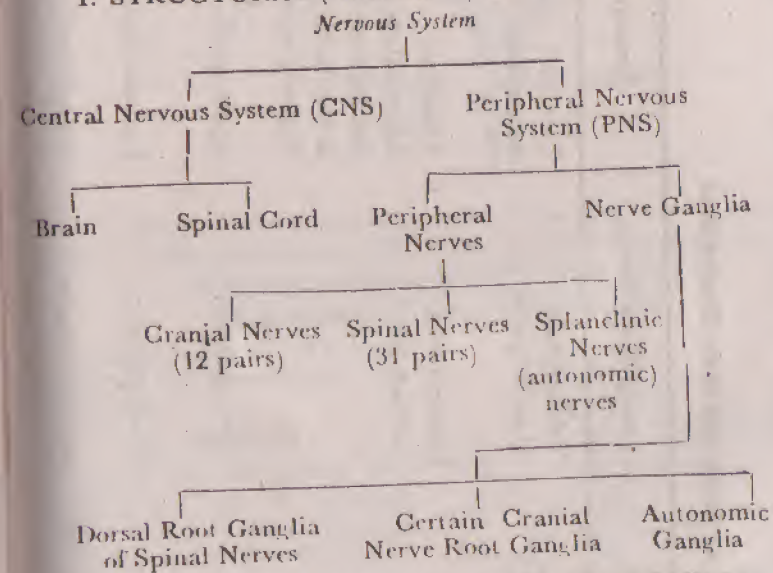 Nervous System
Central Nervous System (CNS)
Peripheral Nervous
System (PNS)
Brain
Spinal Cord
Peripheral
Nerves
Nerve Ganglia
Cranial Nerves
(12 pairs)
Spinal Nerves
(31 pairs)
Splanchnic
Nerves
(autonomic)
nerves
Dorsal Root Ganglia
of Spinal Nerves
Certain Cranial
Nerve Root Ganglia
Autonomic
Ganglia